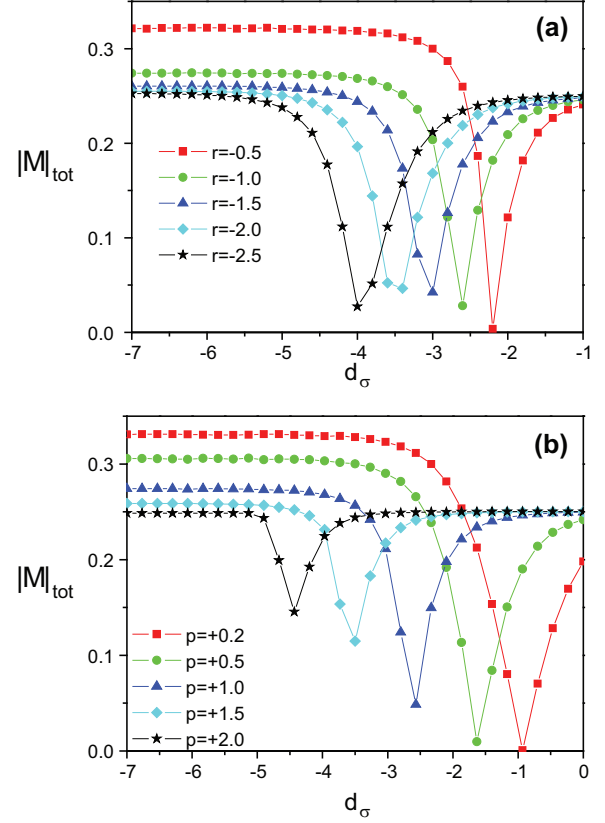 (a)
0.3
0.2
0.1
0.0
|M|tot
r=-0.5
r=-1.0
r=-1.5
r=-2.0
r=-2.5
-7 -6 -5 -4 -3 -2 -1
dσ
(b)
0.3
0.2
0.1
0.0
|M|tot
p=+0.2
p=+0.5
p=+1.0
p=+1.5
p=+2.0
-7 -6 -5 -4 -3 -2 -1 0
dσ